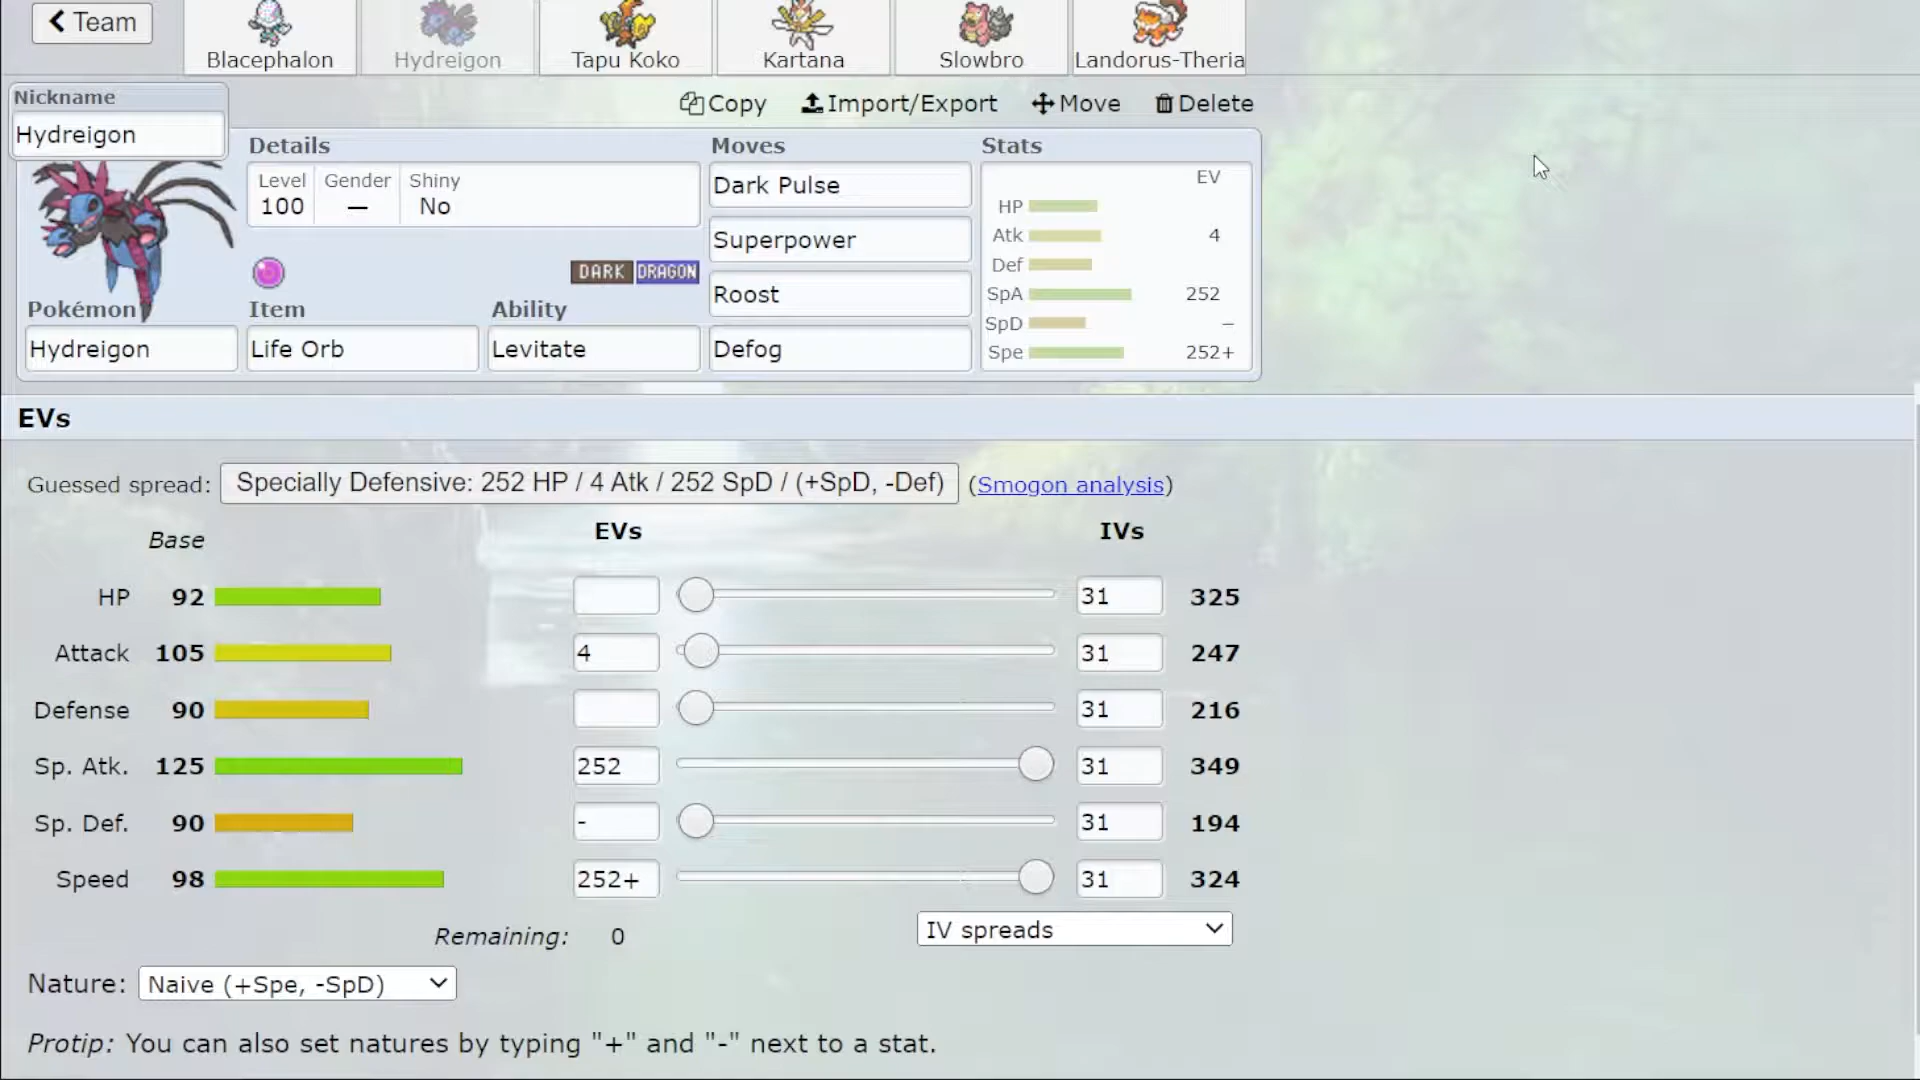 Team
Blacephalon
Hydreigon
Tapu Koko
Kartana
Slowbro
Landorus-Theria
Nickname
Hydreigon
Copy
Import/Export
Move
Delete
Details
Level
100
Gender
—
Shiny
No
DARK DRAGON
Pokémon
Hydreigon
Item
Life Orb
Ability
Levitate
Moves
Dark Pulse
Superpower
Roost
Defog
Stats
EV
HP
Atk 4
Def
SpA 252
SpD –
Spe 252+
EVs
Guessed spread: Specially Defensive: 252 HP / 4 Atk / 252 SpD / (+SpD, -Def) (Smogon analysis)
Base EVs IVs
HP 92 31 325
Attack 105 4 31 247
Defense 90 31 216
Sp. Atk. 125 252 31 349
Sp. Def. 90 - 31 194
Speed 98 252+ 31 324
Remaining: 0 IV spreads
Nature: Naive (+Spe, -SpD)
Protip: You can also set natures by typing "+" and "-" next to a stat.